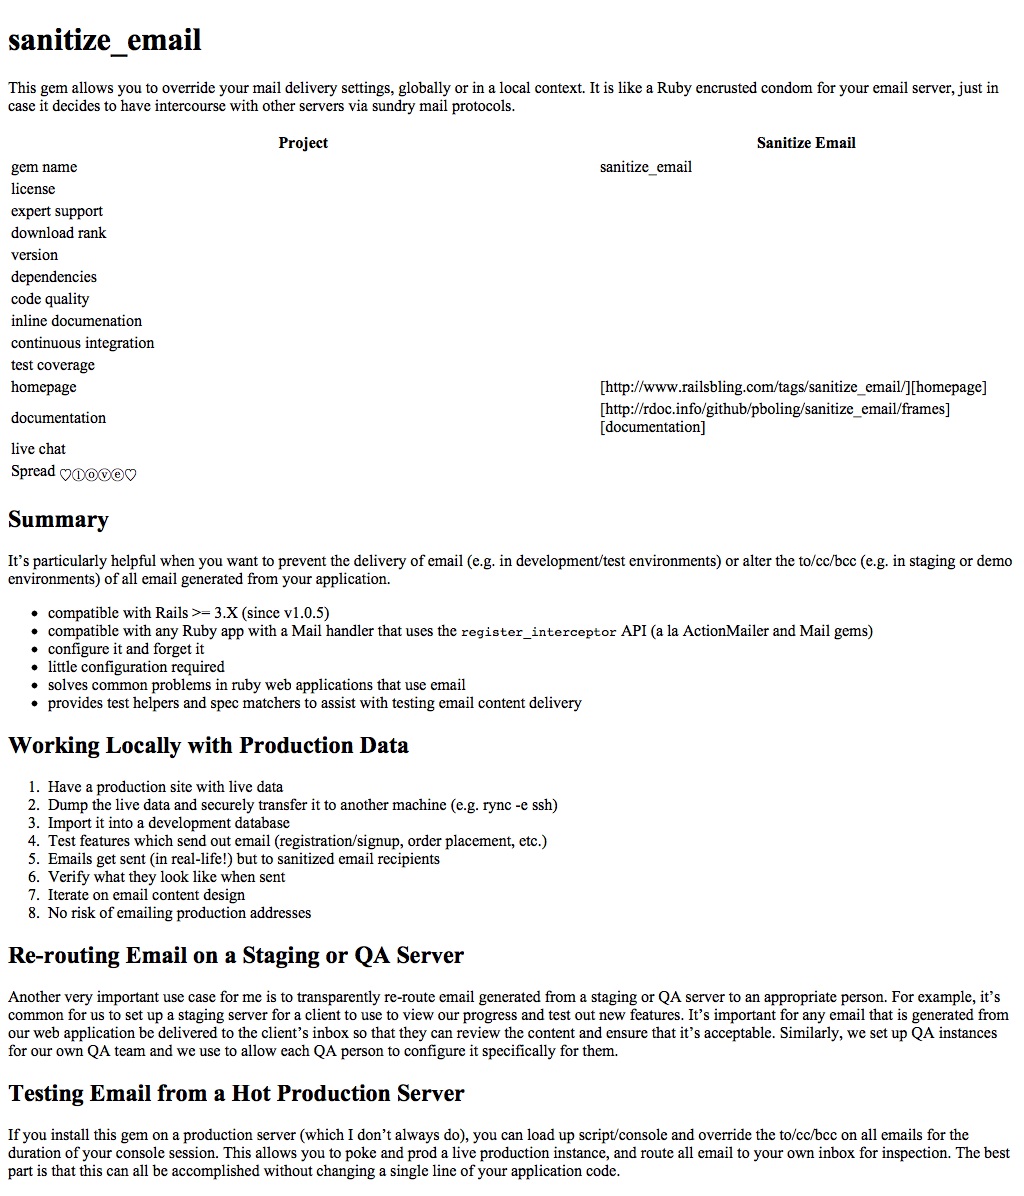 sanitize_email
This gem allows you to override your mail delivery settings, globally or in a local context. It is like a Ruby encrusted condom for your email server, just in
case it decides to have intercourse with other servers via sundry mail protocols.
Project Sanitize Email
gem name sanitize_email
license
expert support
download rank
version
dependencies
code quality
inline documenation
continuous integration
test coverage
homepage [http://www.railsbling.com/tags/sanitize_email/][homepage]
documentation [http://rdoc.info/github/pboling/sanitize_email/frames]
[documentation]
live chat
Spread ♡ⓛⓞⓥⓔ♡
Summary
It’s particularly helpful when you want to prevent the delivery of email (e.g. in development/test environments) or alter the to/cc/bcc (e.g. in staging or demo
environments) of all email generated from your application.
• compatible with Rails >= 3.X (since v1.0.5)
• compatible with any Ruby app with a Mail handler that uses the register_interceptor API (a la ActionMailer and Mail gems)
• configure it and forget it
• little configuration required
• solves common problems in ruby web applications that use email
• provides test helpers and spec matchers to assist with testing email content delivery
Working Locally with Production Data
1. Have a production site with live data
2. Dump the live data and securely transfer it to another machine (e.g. rync -e ssh)
3. Import it into a development database
4. Test features which send out email (registration/signup, order placement, etc.)
5. Emails get sent (in real-life!) but to sanitized email recipients
6. Verify what they look like when sent
7. Iterate on email content design
8. No risk of emailing production addresses
Re-routing Email on a Staging or QA Server
Another very important use case for me is to transparently re-route email generated from a staging or QA server to an appropriate person. For example, it’s
common for us to set up a staging server for a client to use to view our progress and test out new features. It’s important for any email that is generated from
our web application be delivered to the client’s inbox so that they can review the content and ensure that it’s acceptable. Similarly, we set up QA instances
for our own QA team and we use to allow each QA person to configure it specifically for them.
Testing Email from a Hot Production Server
If you install this gem on a production server (which I don’t always do), you can load up script/console and override the to/cc/bcc on all emails for the
duration of your console session. This allows you to poke and prod a live production instance, and route all email to your own inbox for inspection. The best
part is that this can all be accomplished without changing a single line of your application code.